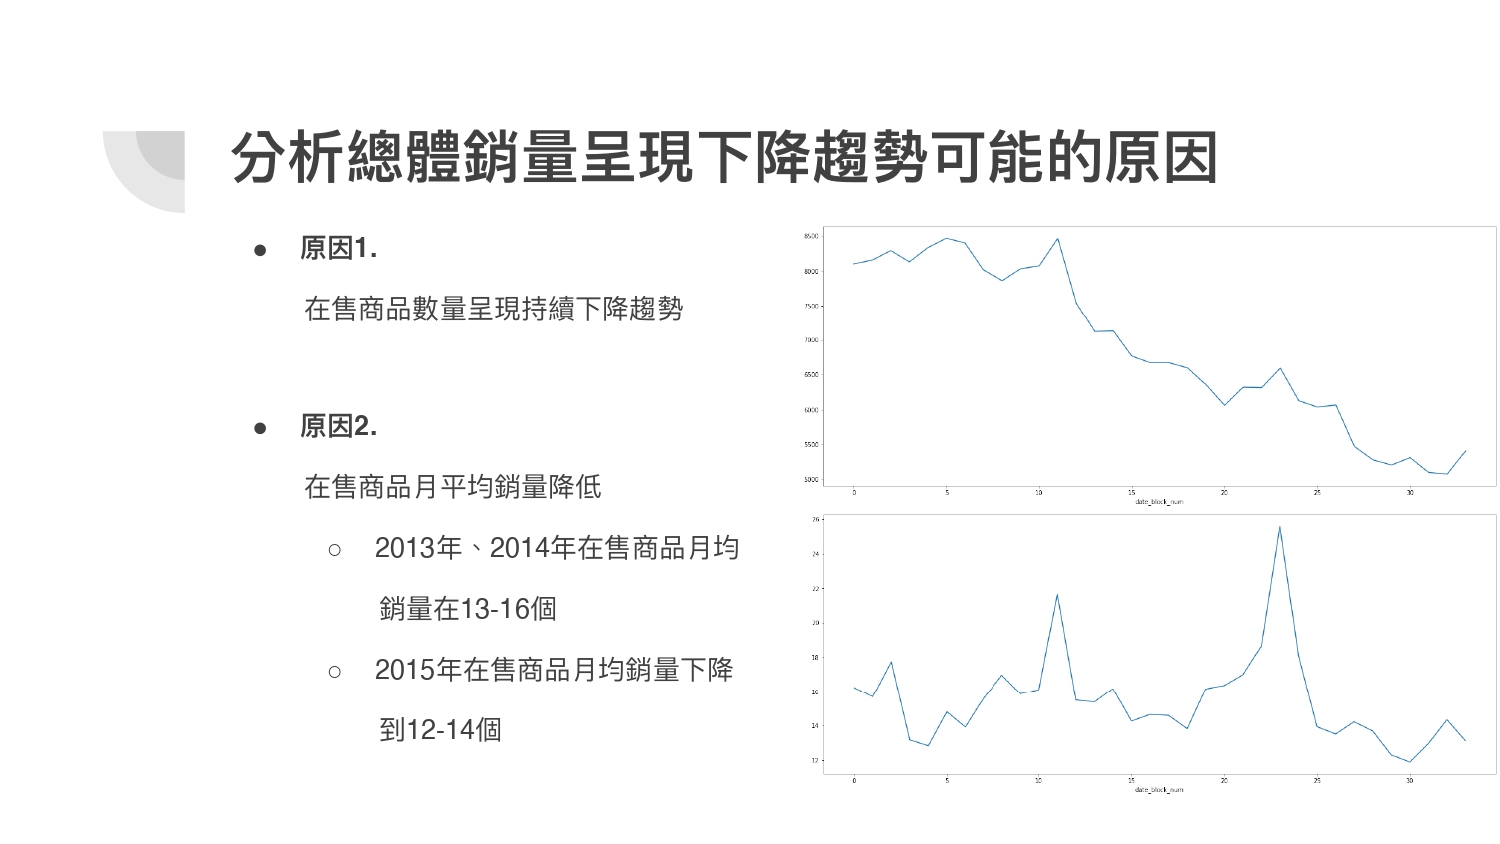 分析總體銷量呈現下降趨勢可能的原因
● 原因1.
在售商品數量呈現持續下降趨勢
● 原因2.
在售商品月平均銷量降低
○ 2013年、2014年在售商品月均
銷量在13-16個
○ 2015年在售商品月均銷量下降
到12-14個
8500
8000
7500
7000
6500
6000
5500
5000
0 5 10 15 20 25 30
date_block_num
26
24
22
20
18
16
14
12
0 5 10 15 20 25 30
date_block_num